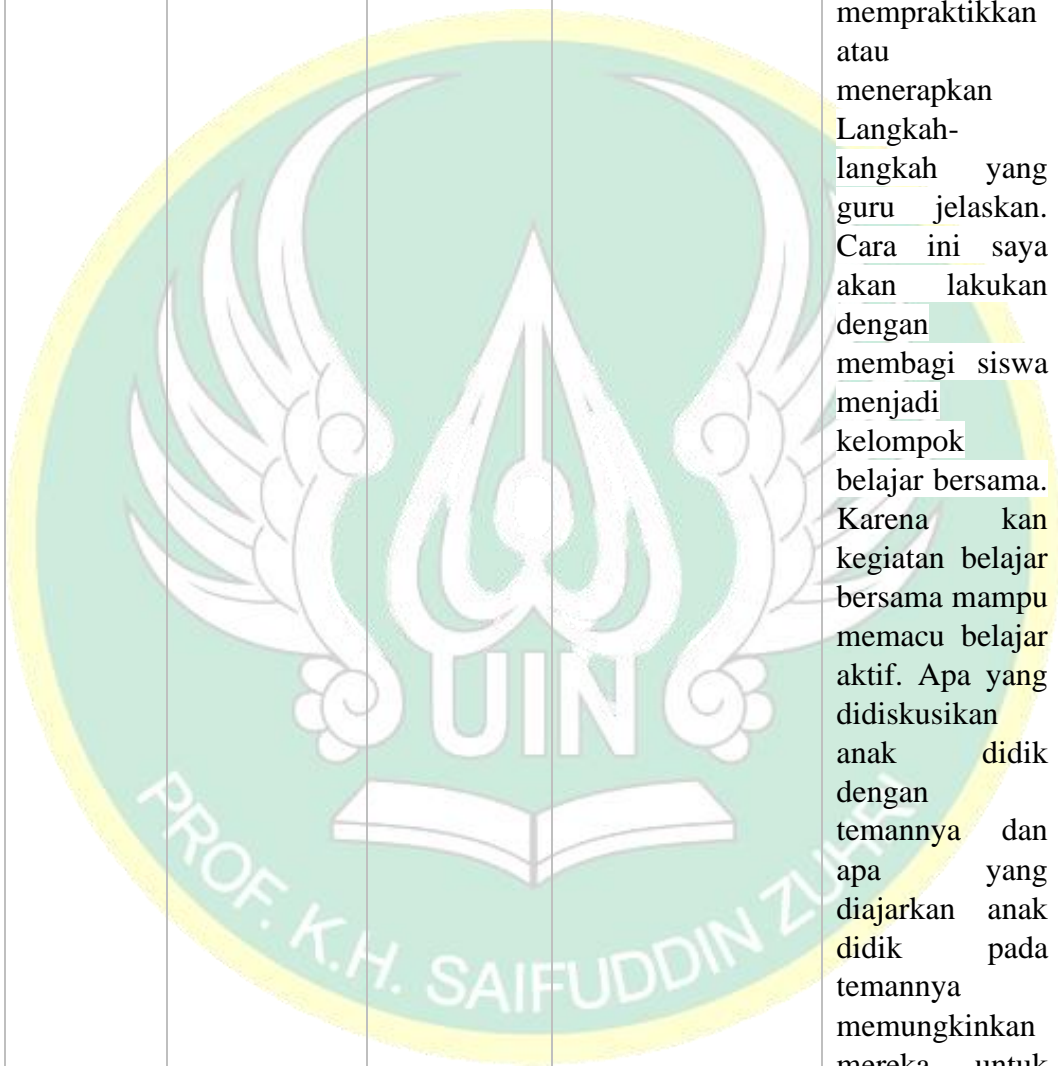 mempraktikkan
atau
menerapkan
Langkah-
langkah yang
guru jelaskan.
Cara ini saya
akan lakukan
dengan
membagi siswa
menjadi
kelompok
belajar bersama.
Karena kan
kegiatan belajar
bersama mampu
memacu belajar
aktif. Apa yang
didiskusikan
anak didik
dengan
temannya dan
apa yang
diajarkan anak
didik pada
temannya
memungkinkan
mereka untuk
UIN
PROF. K.H. SAIFUDDIN ZUHRI